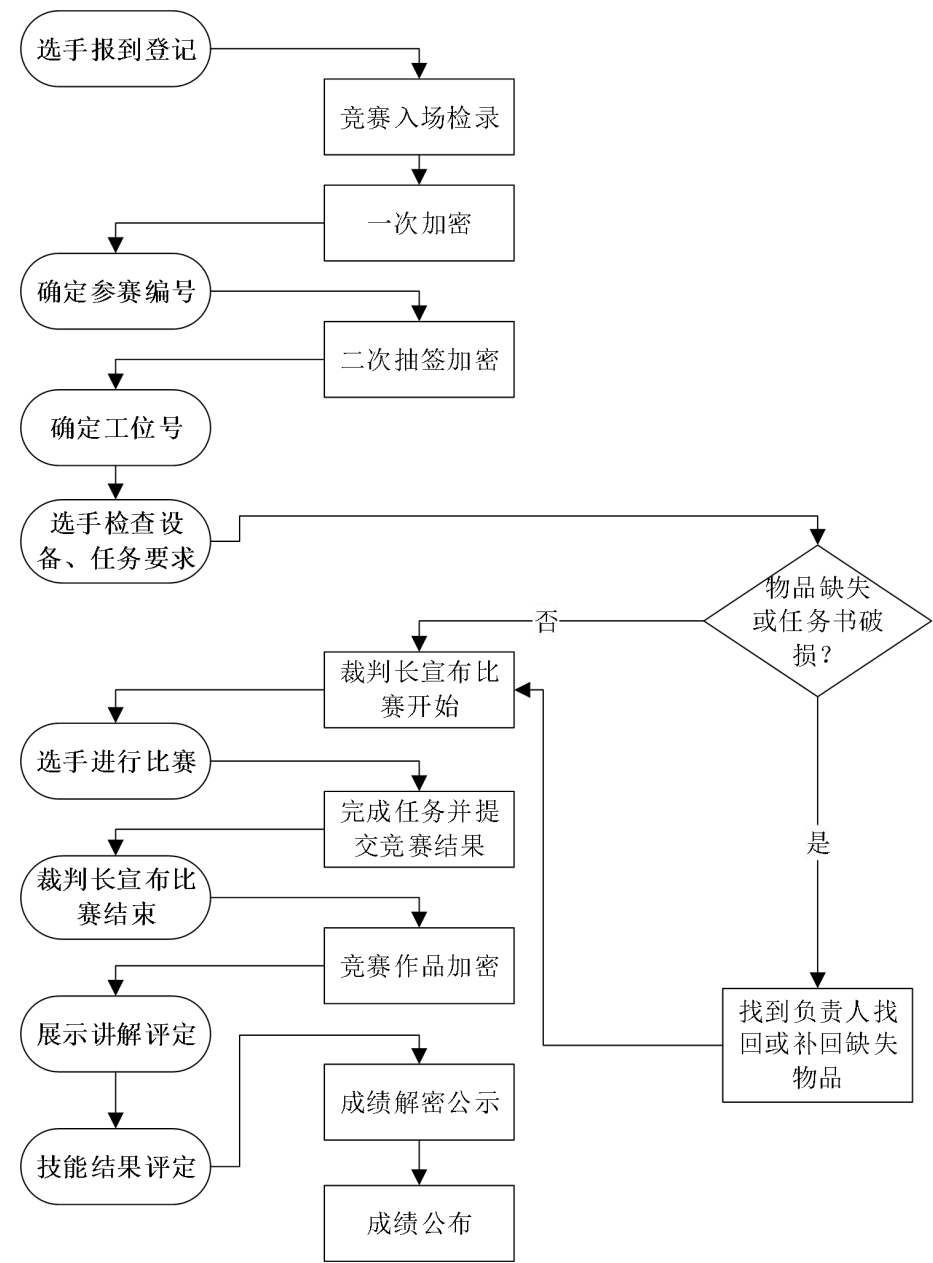 选手报到登记
竞赛入场检录
一次加密
确定参赛编号
二次抽签加密
确定工位号
选手检查设
备、任务要求
物品缺失
或任务书破
损？
否
裁判长宣布比
赛开始
选手进行比赛
完成任务并提
交竞赛结果
是
裁判长宣布比
赛结束
竞赛作品加密
找到负责人找
回或补回缺失
物品
展示讲解评定
成绩解密公示
技能结果评定
成绩公布